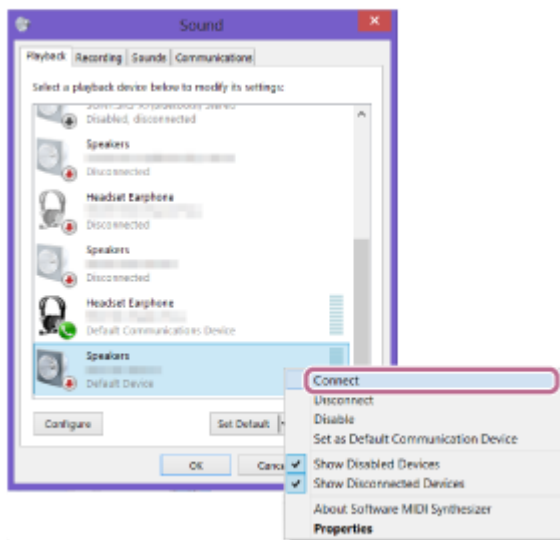 Sound
Playback Recording Sounds Communications
Select a playback device below to modify its settings:
Disabled, disconnected
Speakers
Disconnected
Headset Earphone
Disconnected
Speakers
Disconnected
Headset Earphone
Default Communications Device
Speakers
Default Device
Configure Set Default
OK
Connect
Disconnect
Disable
Set as Default Communication Device
Show Disabled Devices
Show Disconnected Devices
About Software MIDI Synthesizer
Properties